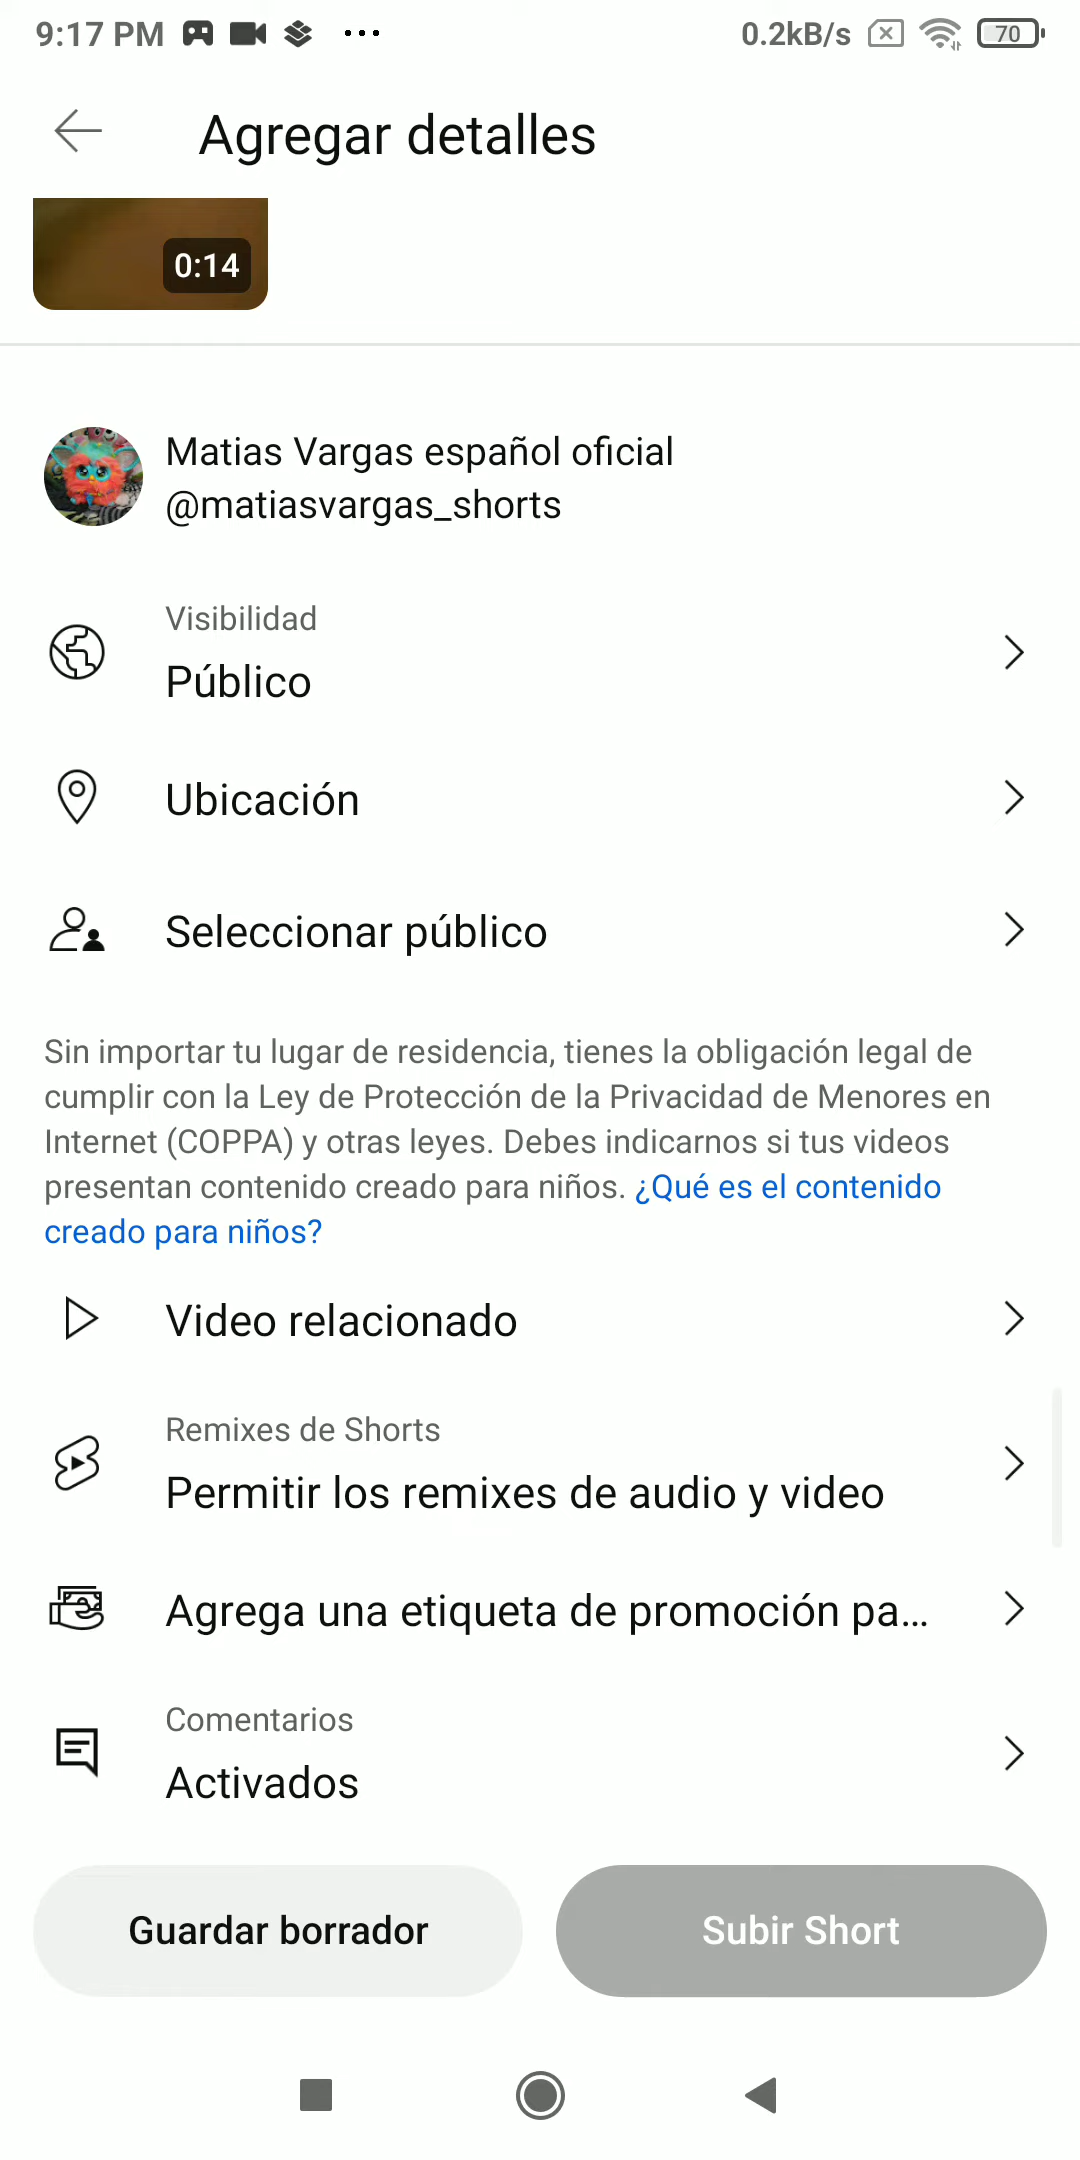 9:17 PM 0.2kB/s 70
Agregar detalles
0:14
Matias Vargas español oficial
@matiasvargas_shorts
Visibilidad
Público
Ubicación
Seleccionar público
Sin importar tu lugar de residencia, tienes la obligación legal de
cumplir con la Ley de Protección de la Privacidad de Menores en
Internet (COPPA) y otras leyes. Debes indicarnos si tus videos
presentan contenido creado para niños. ¿Qué es el contenido
creado para niños?
Video relacionado
Remixes de Shorts
Permitir los remixes de audio y video
Agrega una etiqueta de promoción pa...
Comentarios
Activados
Guardar borrador
Subir Short